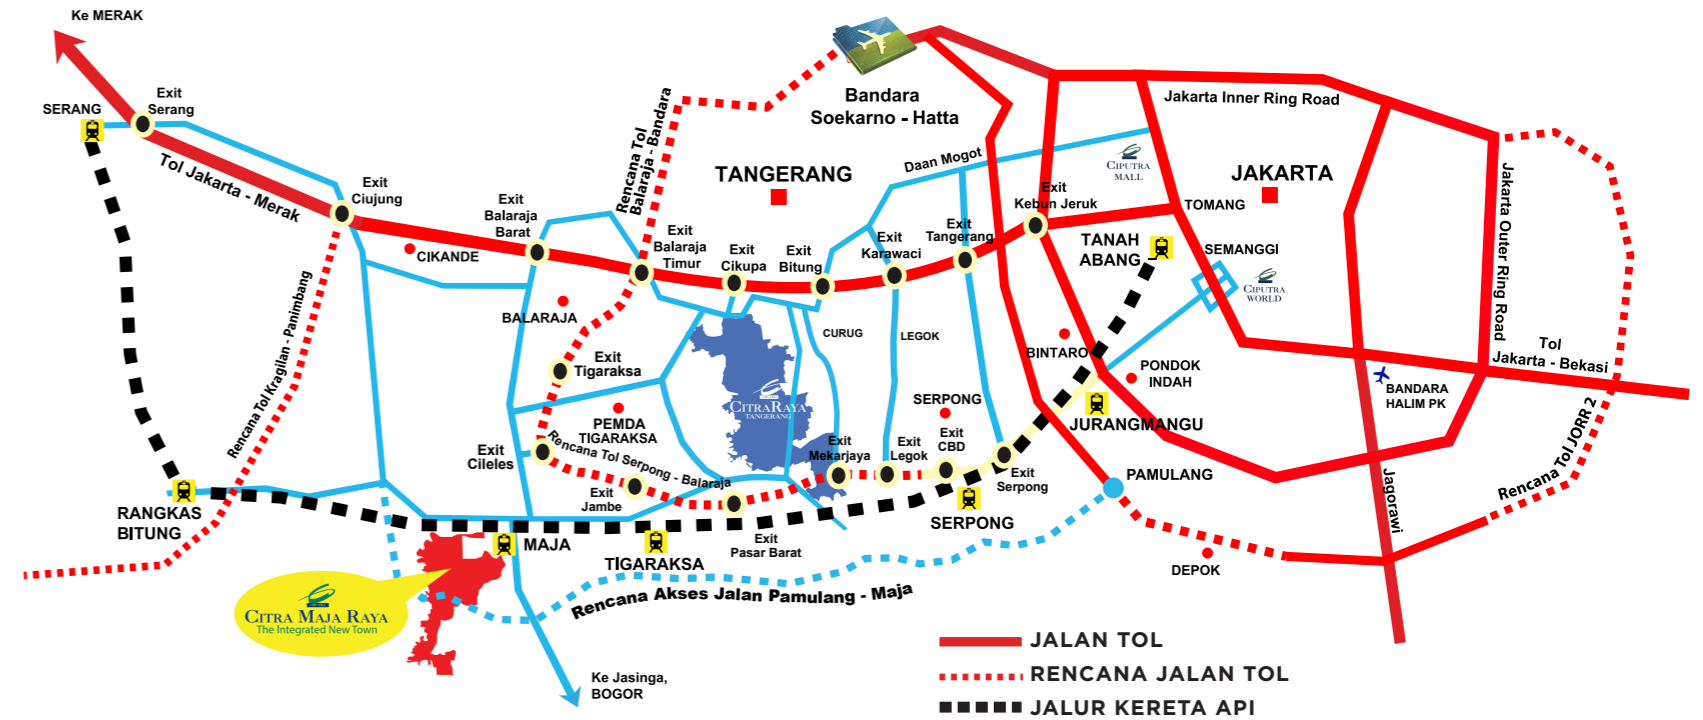 Ke MERAK
SERANG
Exit
Serang
Tol Jakarta - Merak
Exit
Ciujung
CIKANDE
Exit
Balaraja
Barat
Rencana Tol
Balaraja - Bandara
Exit
Balaraja
Timur
Exit
Cikupa
Exit
Bitung
Exit
Karawaci
Exit
Tangerang
Exit
Kebun Jeruk
Bandara
Soekarno - Hatta
TANGERANG
Daan Mogot
CIPUTRA
MALL
Jakarta Inner Ring Road
JAKARTA
TOMANG
TANAH
ABANG
SEMANGGI
CIPUTRA
WORLD
Jakarta Outer Ring Road
Tol
Jakarta - Bekasi
BANDARA
HALIM PK
Rencana Tol JORR 2
Jagorawi
BALARAJA
Exit
Tigaraksa
CURUG
LEGOK
BINTARO
PONDOK
INDAH
JURANGMANGU
SERPONG
Exit
CBD
CITRARAYA
TANGERANG
PEMDA
TIGARAKSA
Rencana Tol Serpong - Balaraja
Exit
Cileles
Exit
Jambe
Exit
Mekarjaya
Exit
Legok
Exit
Serpong
PAMULANG
SERPONG
Exit
Pasar Barat
TIGARAKSA
MAJA
RANGKAS
BITUNG
Rencana Tol Kragilan - Panimbang
CITRA MAJA RAYA
The Integrated New Town
Rencana Akses Jalan Pamulang - Maja
DEPOK
Ke Jasinga,
BOGOR
JALAN TOL
RENCANA JALAN TOL
JALUR KERETA API